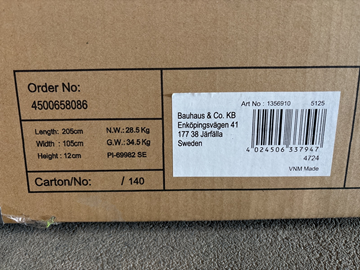 Order No:
4500658086
Length: 205cm N.W.: 28.5 Kg
Width : 105cm G.W.: 34.5 Kg
Height : 12cm PI-69962 SE
Carton/No: / 140
Art No : 1356910 5125
Bauhaus & Co. KB
Enköpingsvägen 41
177 38 Järfälla
Sweden
4 024506 337947
4724
VNM Made